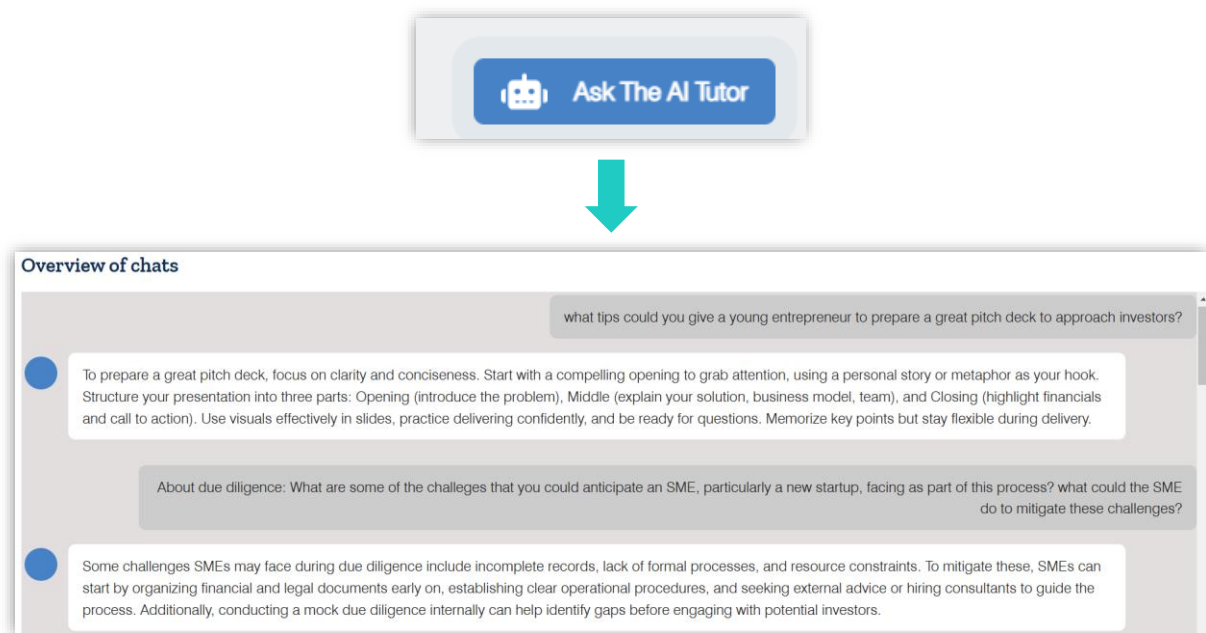 Ask The AI Tutor
Overview of chats
what tips could you give a young entrepreneur to prepare a great pitch deck to approach investors?
To prepare a great pitch deck, focus on clarity and conciseness. Start with a compelling opening to grab attention, using a personal story or metaphor as your hook.
Structure your presentation into three parts: Opening (introduce the problem), Middle (explain your solution, business model, team), and Closing (highlight financials
and call to action). Use visuals effectively in slides, practice delivering confidently, and be ready for questions. Memorize key points but stay flexible during delivery.
About due diligence: What are some of the challeges that you could anticipate an SME, particularly a new startup, facing as part of this process? what could the SME
do to mitigate these challenges?
Some challenges SMEs may face during due diligence include incomplete records, lack of formal processes, and resource constraints. To mitigate these, SMEs can
start by organizing financial and legal documents early on, establishing clear operational procedures, and seeking external advice or hiring consultants to guide the
process. Additionally, conducting a mock due diligence internally can help identify gaps before engaging with potential investors.